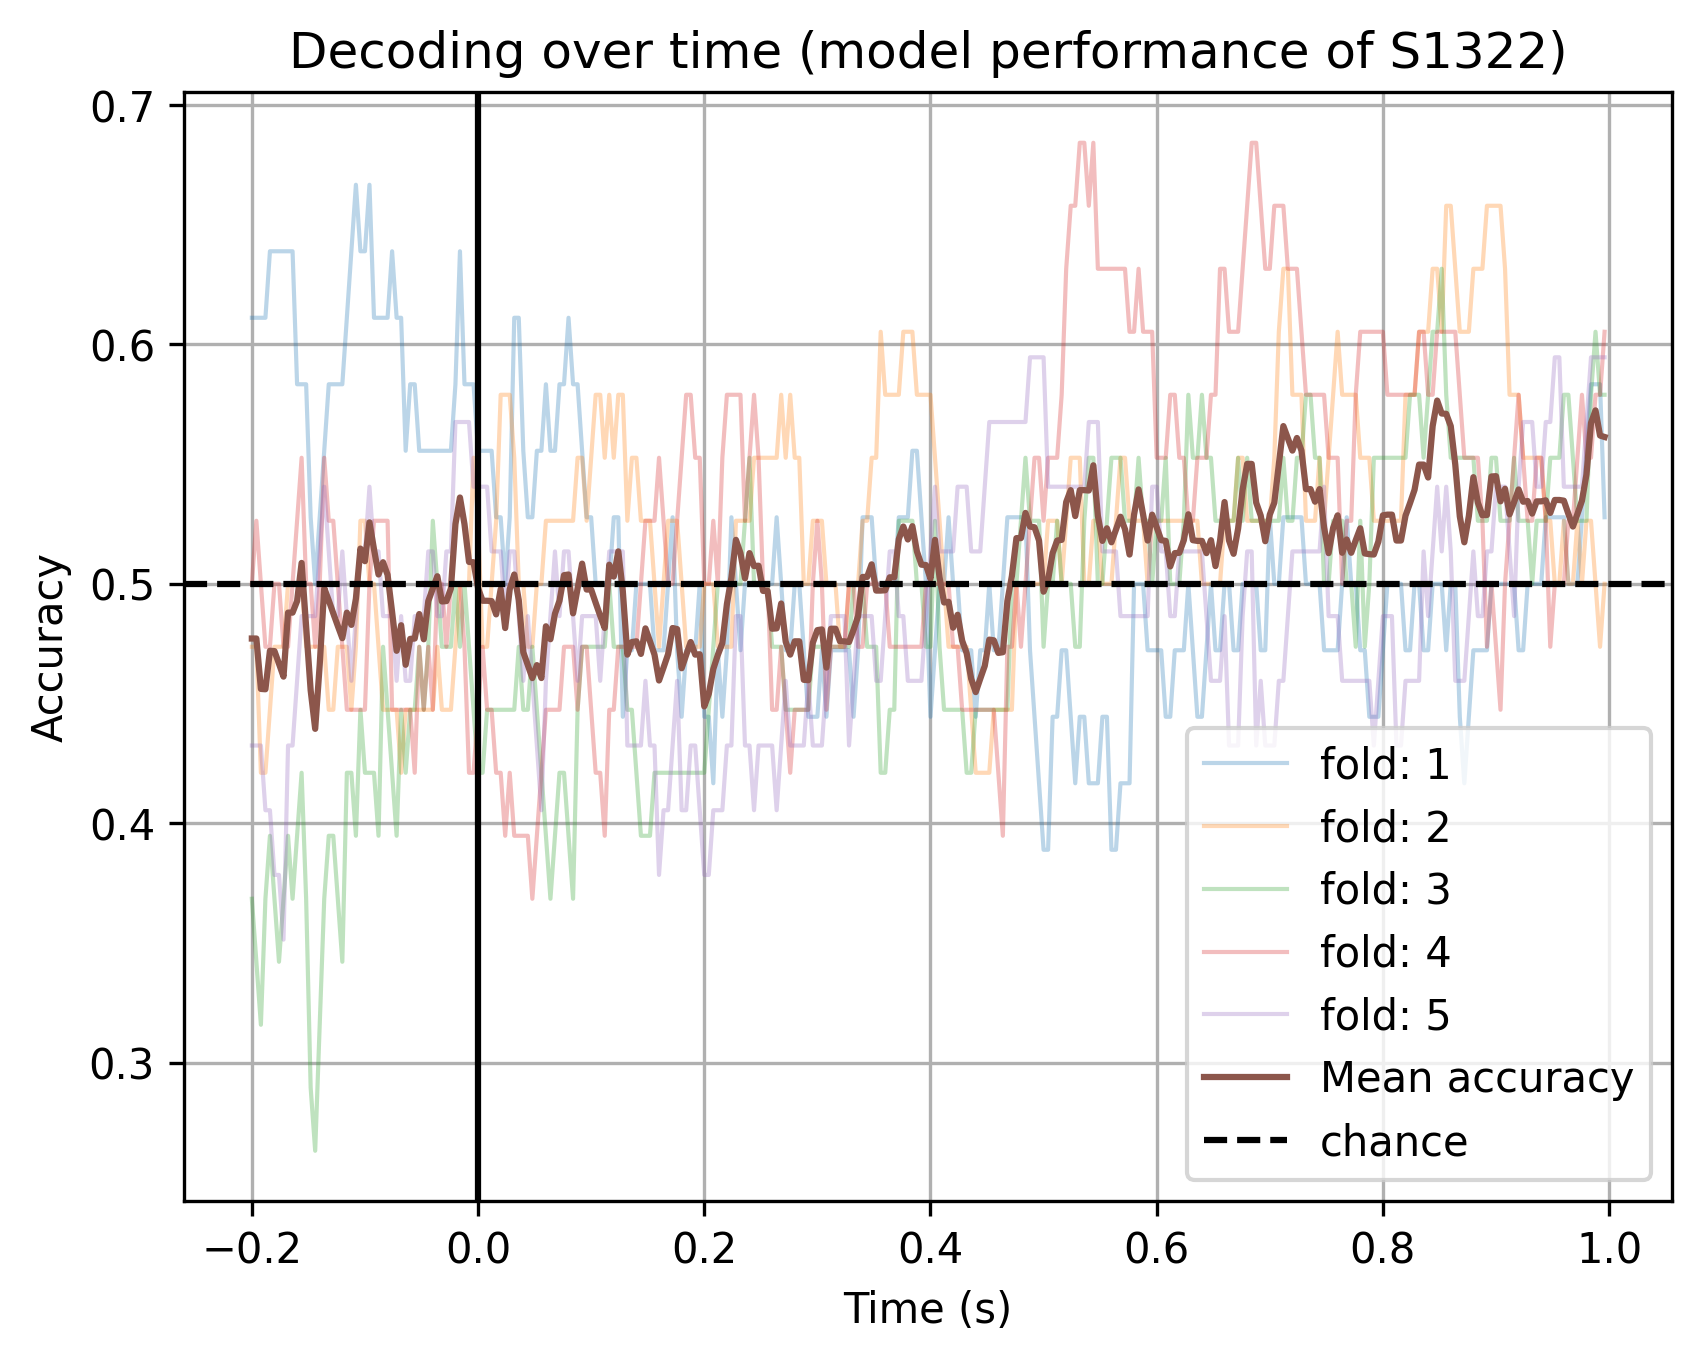 Decoding over time (model performance of S1322)
Accuracy
0.7
0.6
0.5
0.4
0.3
−0.2 0.0 0.2 0.4 0.6 0.8 1.0
Time (s)
fold: 1
fold: 2
fold: 3
fold: 4
fold: 5
Mean accuracy
chance